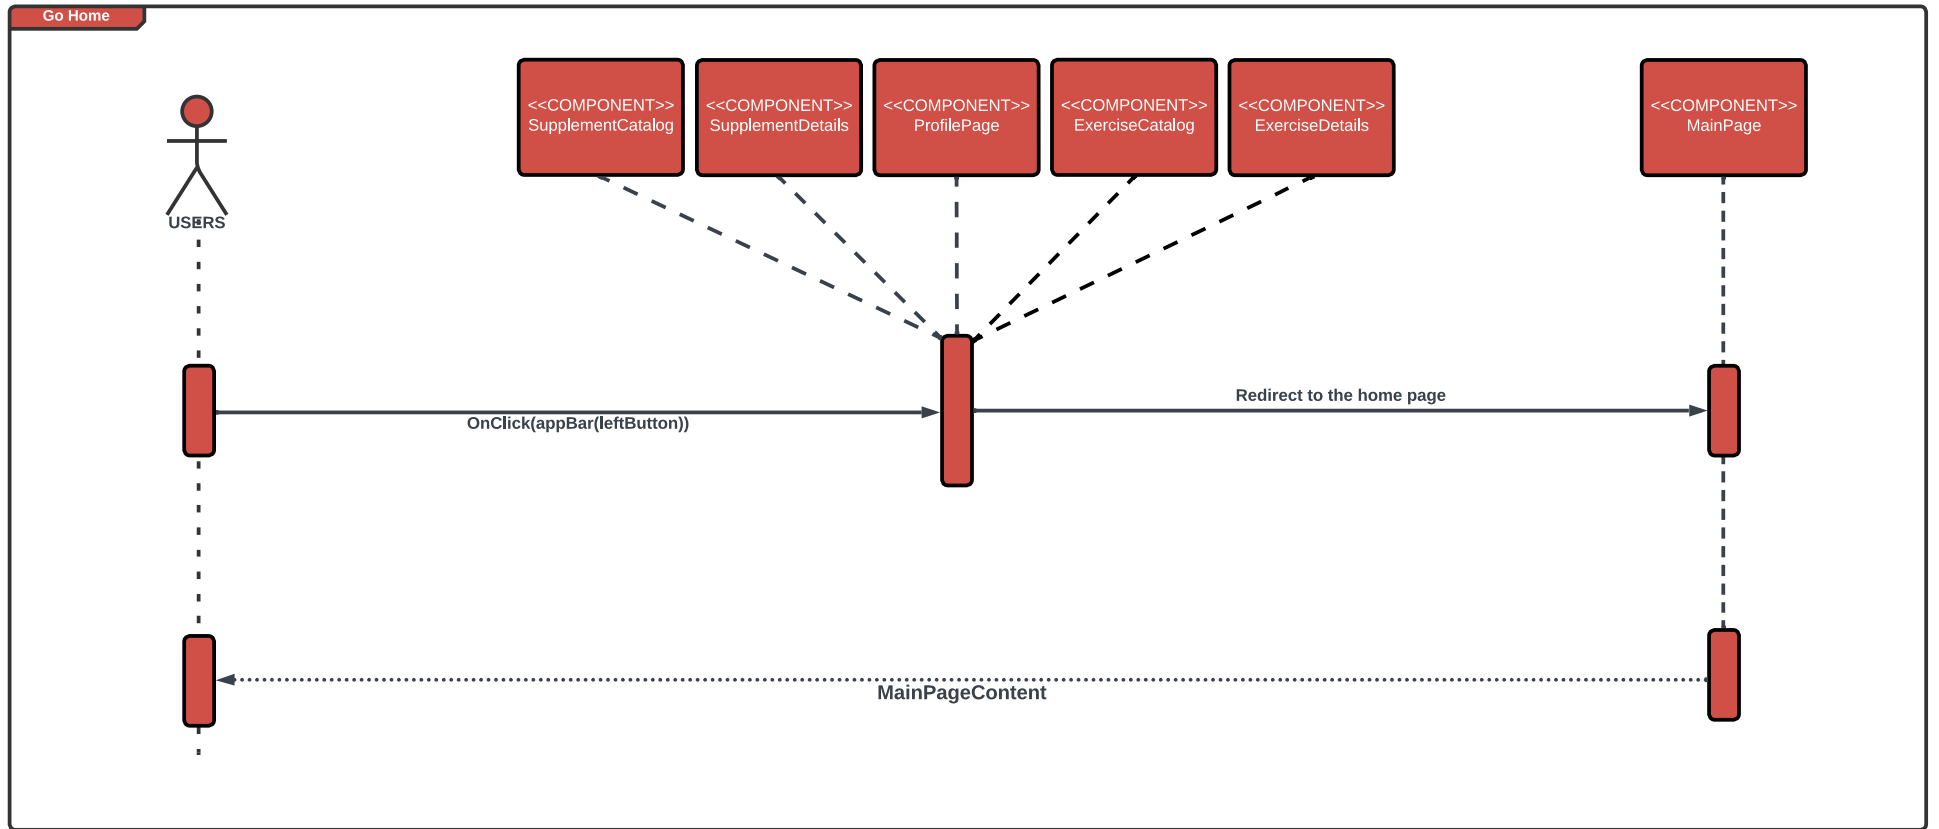 Go Home
<<COMPONENT>>
SupplementCatalog
<<COMPONENT>>
SupplementDetails
<<COMPONENT>>
ProfilePage
<<COMPONENT>>
ExerciseCatalog
<<COMPONENT>>
ExerciseDetails
<<COMPONENT>>
MainPage
USERS
OnClick(appBar(leftButton))
Redirect to the home page
MainPageContent